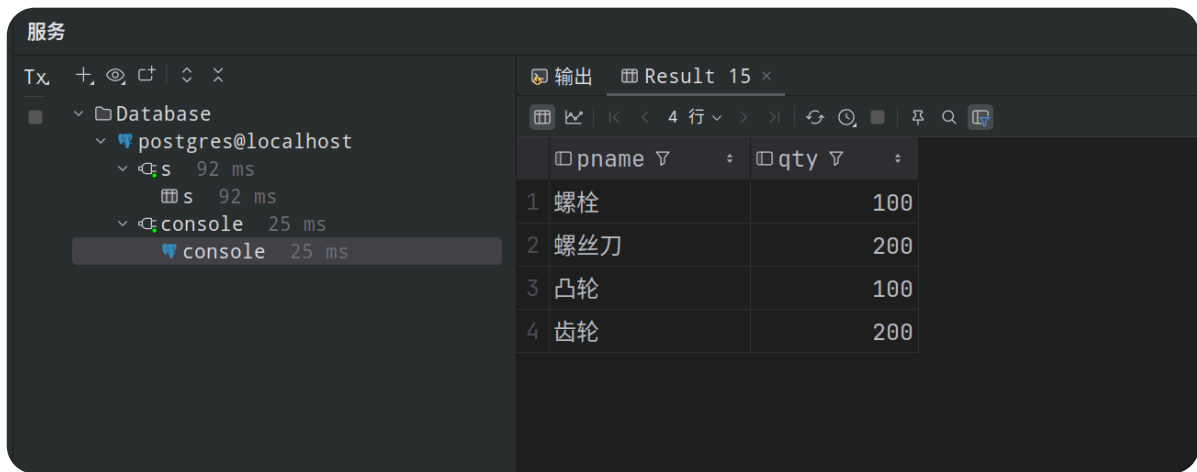 服务
Tx
Database
postgres@localhost
s 92 ms
s 92 ms
console 25 ms
console 25 ms
输出 Result 15 ×
4 行
pname qty
1 螺栓 100
2 螺丝刀 200
3 凸轮 100
4 齿轮 200